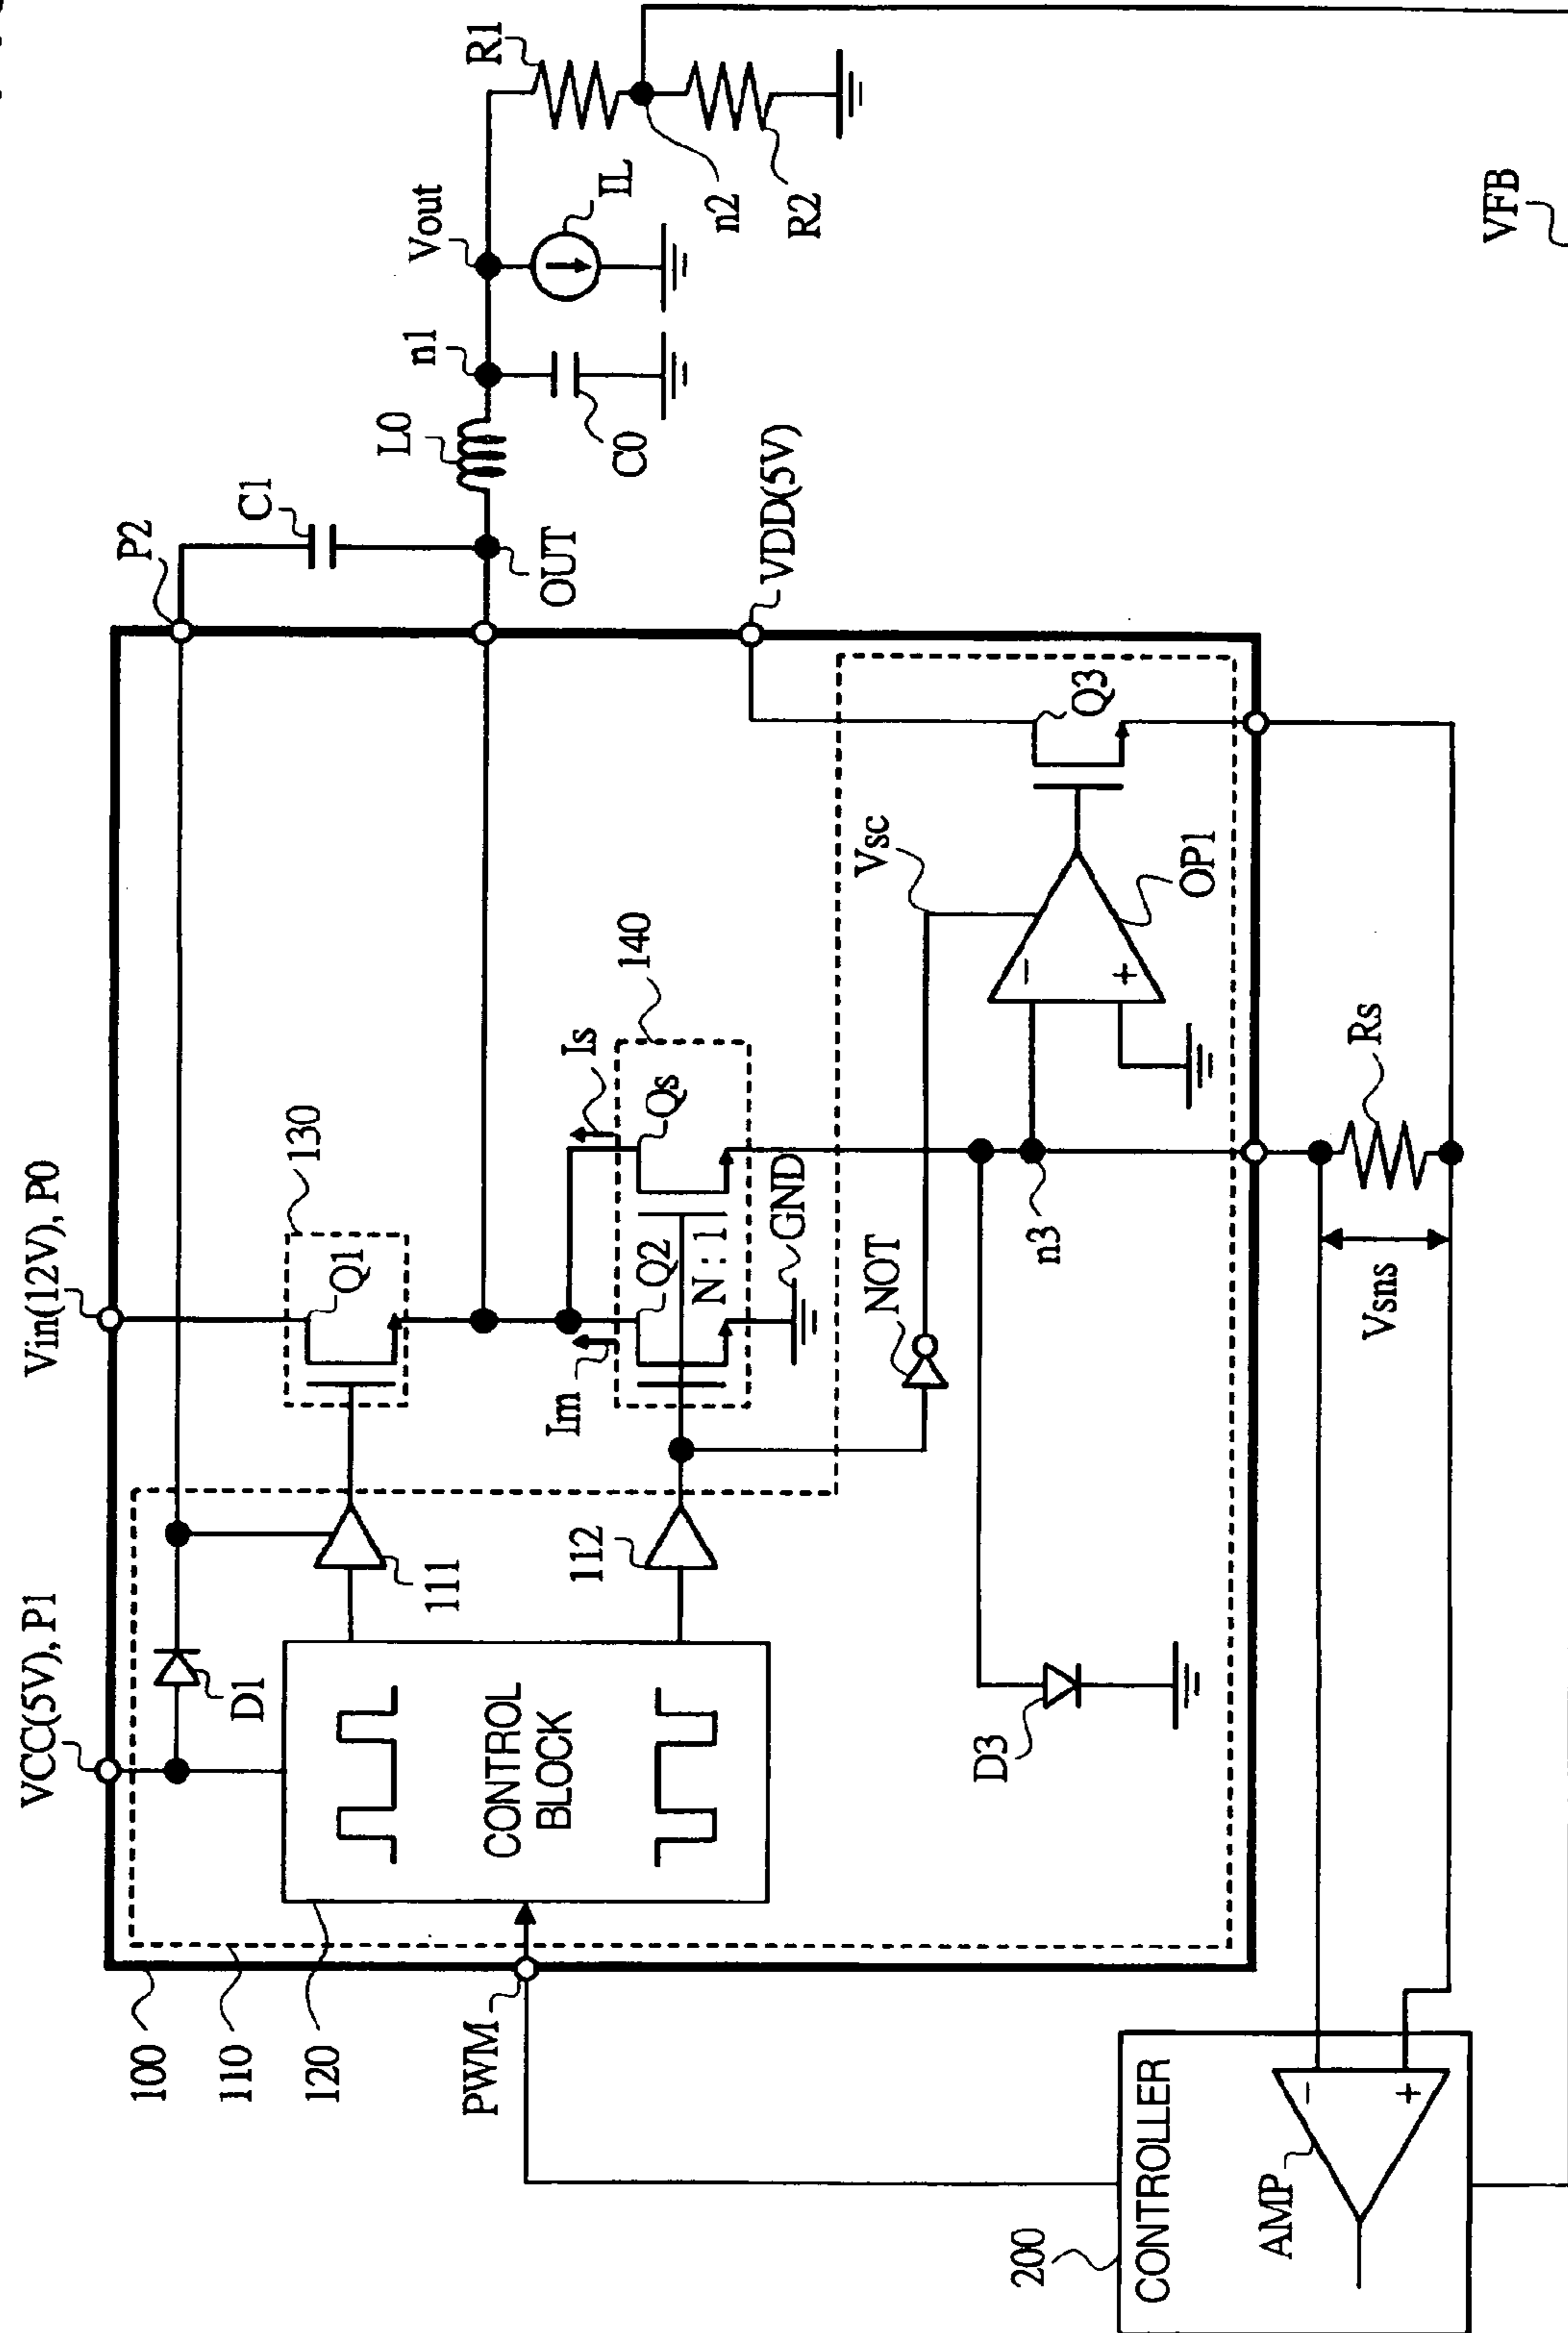 VCC(5V), P1
Vin(12V), P0
P2
C1
L0
n1
Vout
R1
IL
n2
R2
C0
OUT
VDD(5V)
VFB
100
110
120
PWM
D1
111
112
CONTROL
BLOCK
130
Q1
Im
Is
140
Q2
Qs
N : 1
GND
NOT
Vsc
OP1
−
+
Q3
n3
D3
Rs
Vsns
200
CONTROLLER
AMP
−
+